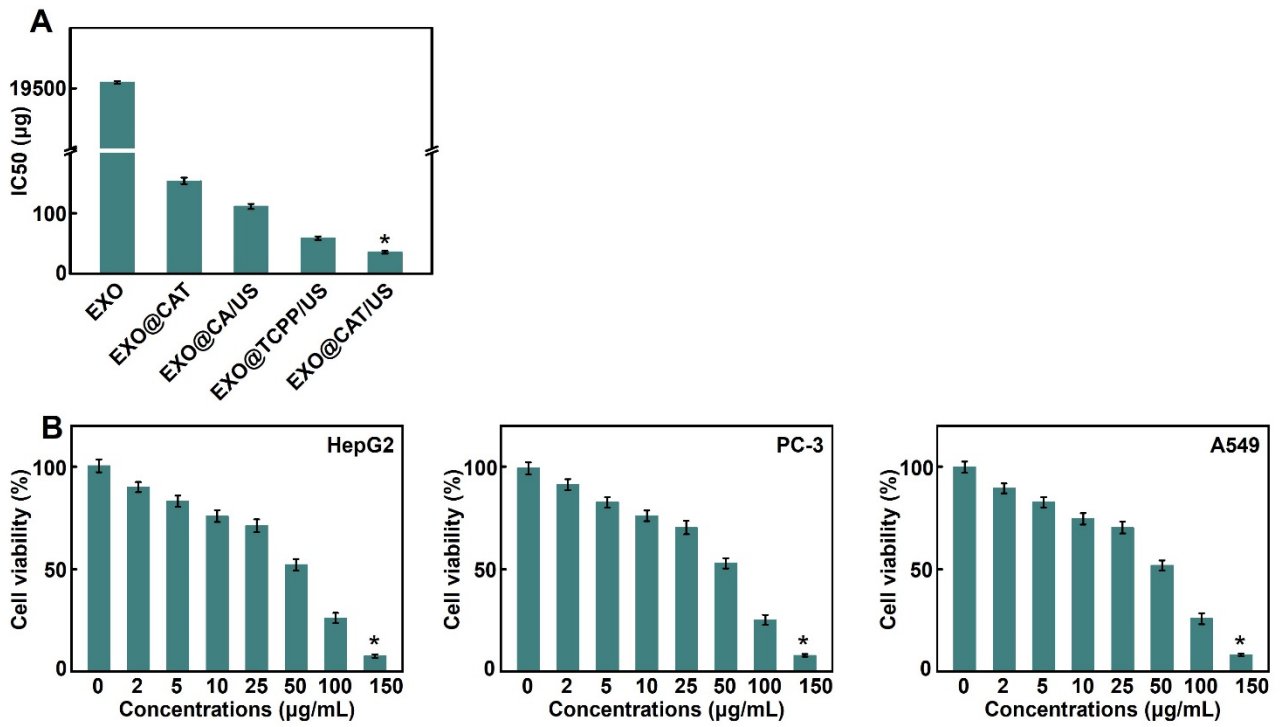 A
IC50 (µg)
19500
100
0
*
EXO
EXO@CAT
EXO@CA/US
EXO@TCPP/US
EXO@CAT/US
B
HepG2
Cell viability (%)
100
50
0
*
0 2 5 10 25 50 100 150
Concentrations (µg/mL)
PC-3
Cell viability (%)
100
50
0
*
0 2 5 10 25 50 100 150
Concentrations (µg/mL)
A549
Cell viability (%)
100
50
0
*
0 2 5 10 25 50 100 150
Concentrations (µg/mL)